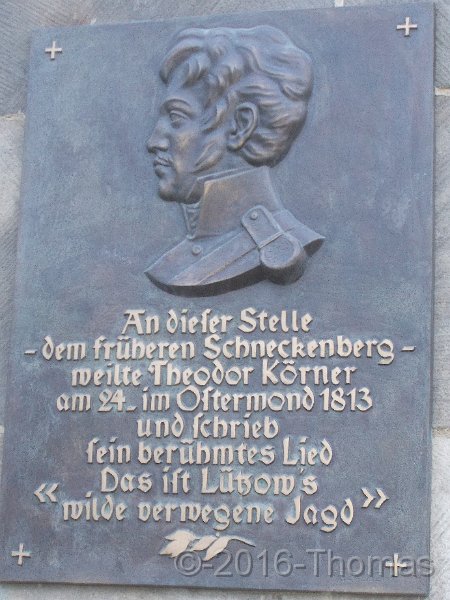 An dieſer Stelle
- dem früheren Schneckenberg -
weilte Theodor Körner
am 24. im Oſtermond 1813
und ſchrieb
ſein berühmtes Lied
Das iſt Lützow's
«wilde verwegene Jagd»
©-2016-Thomas